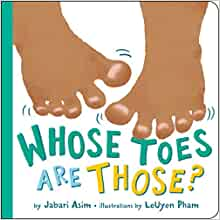 WHOSE TOES
ARE THOSE?
by Jabari Asim • illustrations by LeUyen Pham